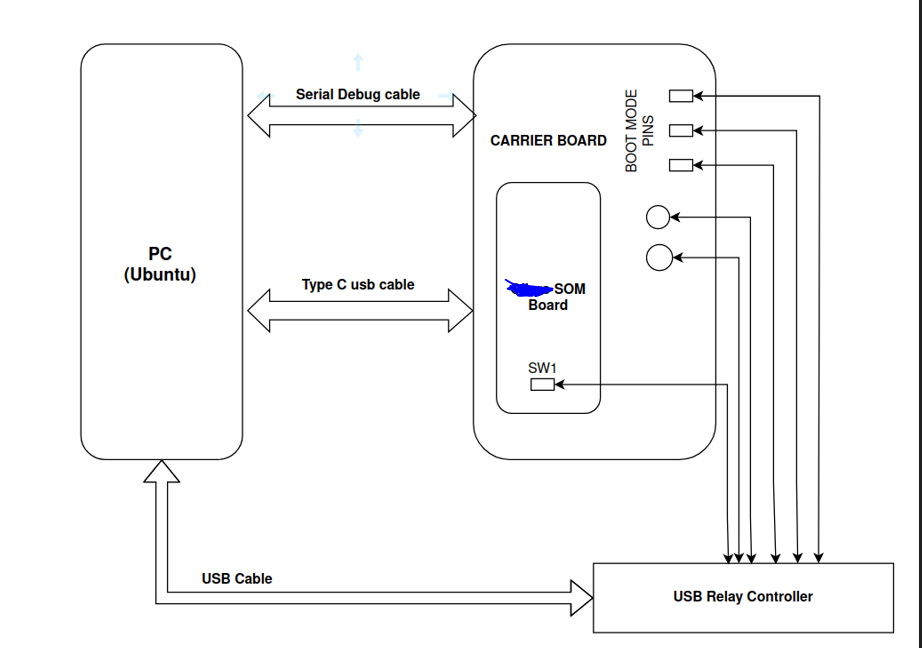 Serial Debug cable
BOOT MODE
PINS
CARRIER BOARD
PC
(Ubuntu)
Type C usb cable
SOM
Board
SW1
USB Cable
USB Relay Controller